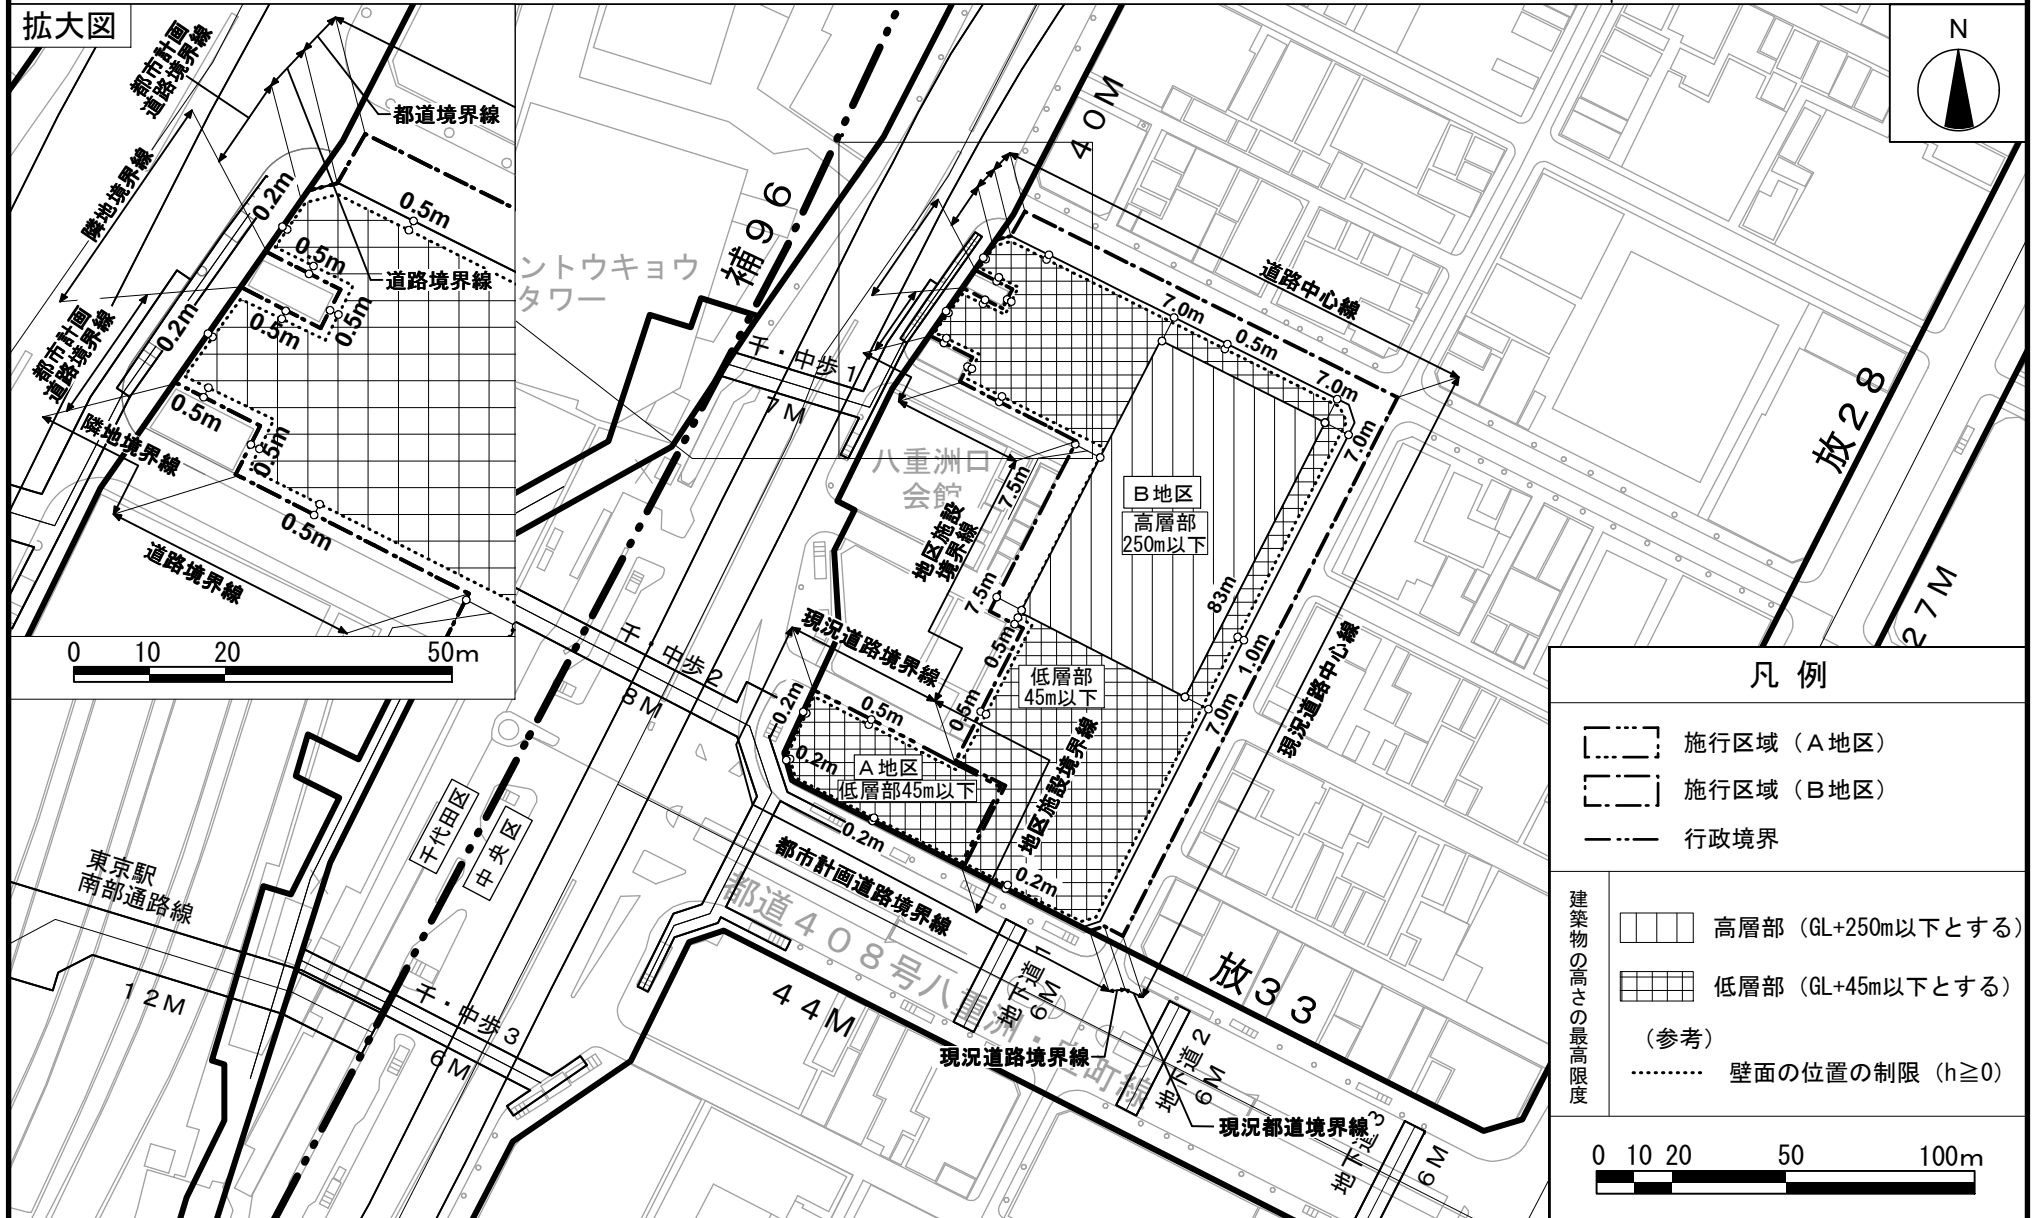 拡大図
都市計画
道路境界線
都道境界線
隣地境界線
0.2m
0.5m
0.5m
道路境界線
0.2m
0.5m
0.5m
都市計画
道路境界線
0.5m
0.5m
隣地境界線
0.5m
道路境界線
0 10 20 50m
N
40M
補96
ントウキョウ
タワー
道路中心線
7.0m
0.5m
7.0m
7.0m
千・中歩1
7M
放28
27M
八重洲口
会館
7.5m
地区施設
境界線
7.5m
B地区
高層部
250m以下
83m
1.0m
現況道路中心線
現況道路境界線
0.5m
低層部
45m以下
0.5m
7.0m
地区施設境界線
千・中歩2
8M
0.2m
0.5m
0.2m
A地区
低層部45m以下
0.2m
0.2m
都市計画道路境界線
千代田区
中央区
東京駅
南部通路線
12M
千・中歩3
6M
都道408号八重洲・
町線
44M
放33
地下道1
6M
地下道2
6M
地下道3
6M
現況道路境界線
現況都道境界線
凡例
施行区域（A地区）
施行区域（B地区）
行政境界
建築物の高さの最高限度
高層部（GL+250m以下とする）
低層部（GL+45m以下とする）
（参考）
壁面の位置の制限（h≧0）
0 10 20 50 100m